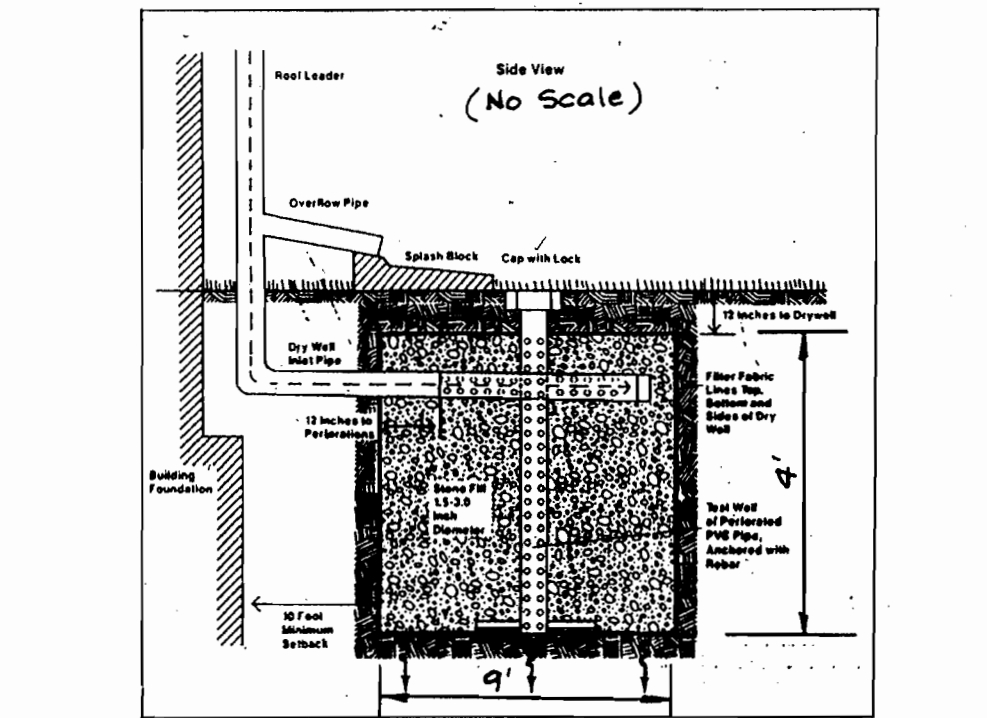 Side View
(No Scale)
Roof Leader
Overflow Pipe
Splash Block
Cap with Lock
12 Inches to Drywell
Dry Well
Inlet Pipe
Filter Fabric
Lines Top,
Bottom and
Sides of Dry
Well
12 Inches to
Perforations
4'
Building
Foundation
Stone Fill
1.5-3.0
Inch
Diameter
Test Well
of Perforated
PVC Pipe,
Anchored with
Rebar
10 Foot
Minimum
Setback
9'